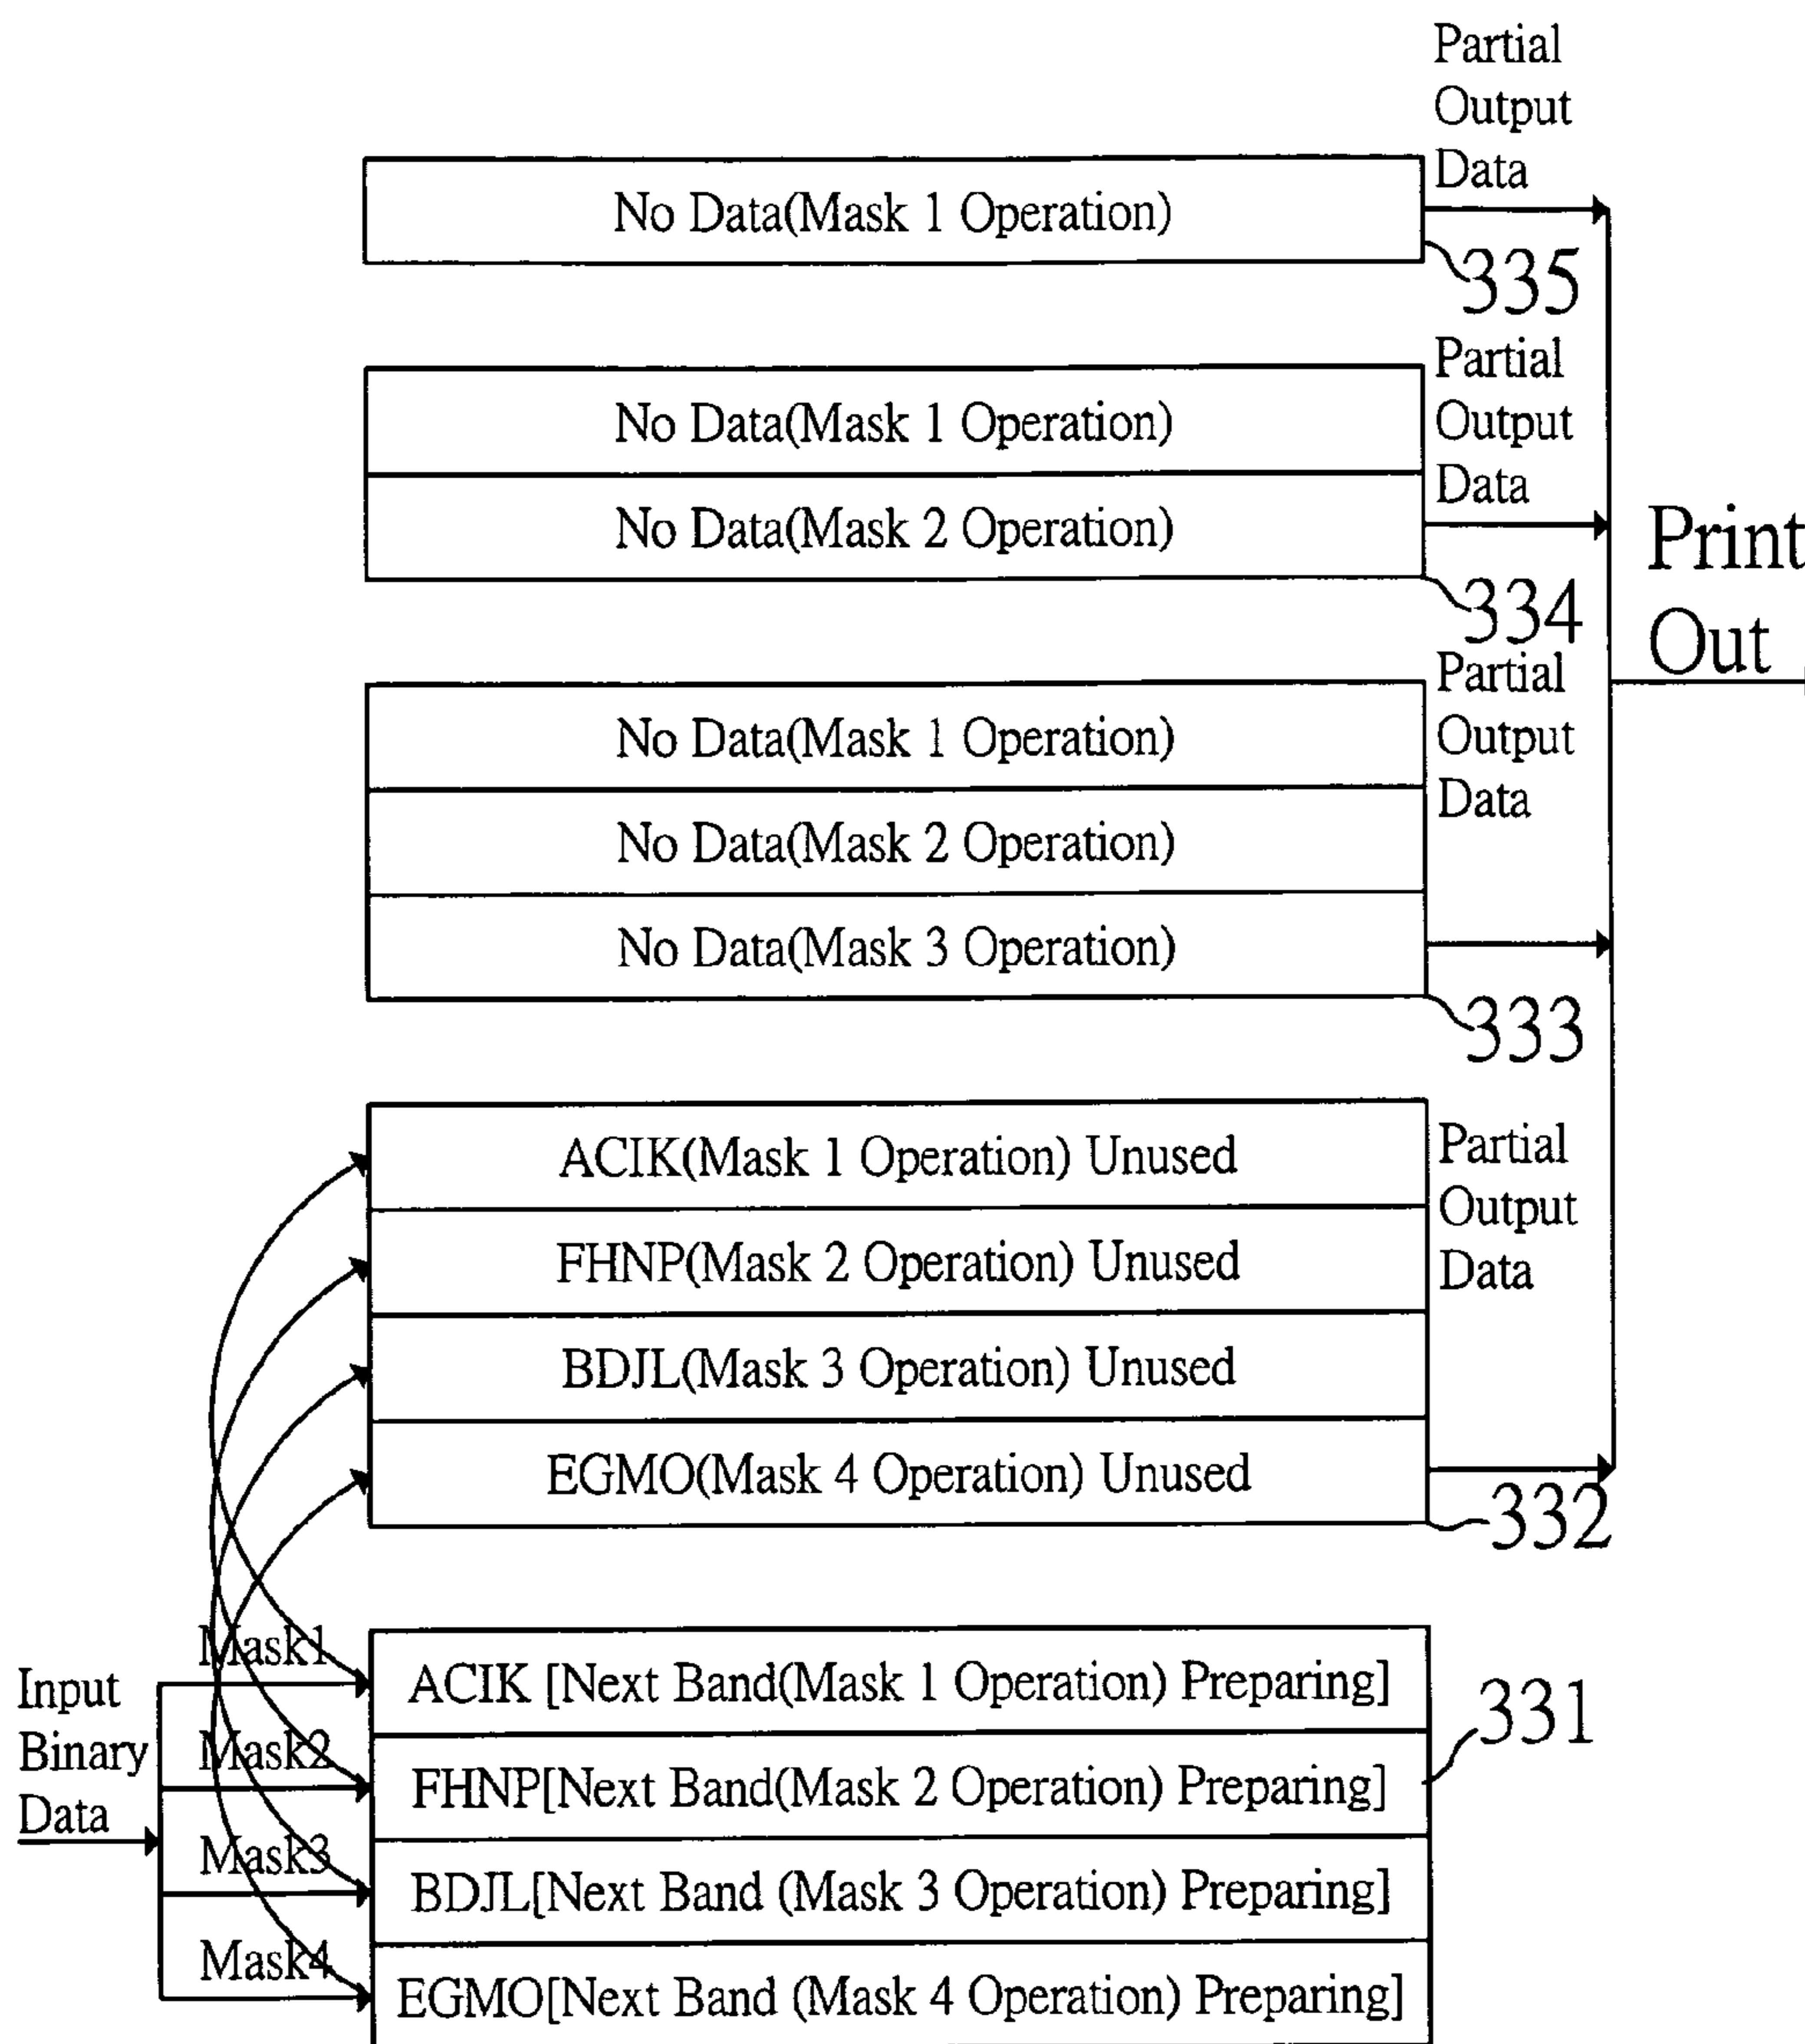 Partial
Output
Data
No Data(Mask 1 Operation)
335
Partial
Output
Data
No Data(Mask 1 Operation)
No Data(Mask 2 Operation)
334
Print
Out
Partial
Output
Data
No Data(Mask 1 Operation)
No Data(Mask 2 Operation)
No Data(Mask 3 Operation)
333
ACIK(Mask 1 Operation) Unused
FHNP(Mask 2 Operation) Unused
BDJL(Mask 3 Operation) Unused
EGMO(Mask 4 Operation) Unused
Partial
Output
Data
332
Input
Binary
Data
Mask1
Mask2
Mask3
Mask4
ACIK [Next Band(Mask 1 Operation) Preparing]
FHNP[Next Band(Mask 2 Operation) Preparing]
BDJL[Next Band (Mask 3 Operation) Preparing]
EGMO[Next Band (Mask 4 Operation) Preparing]
331